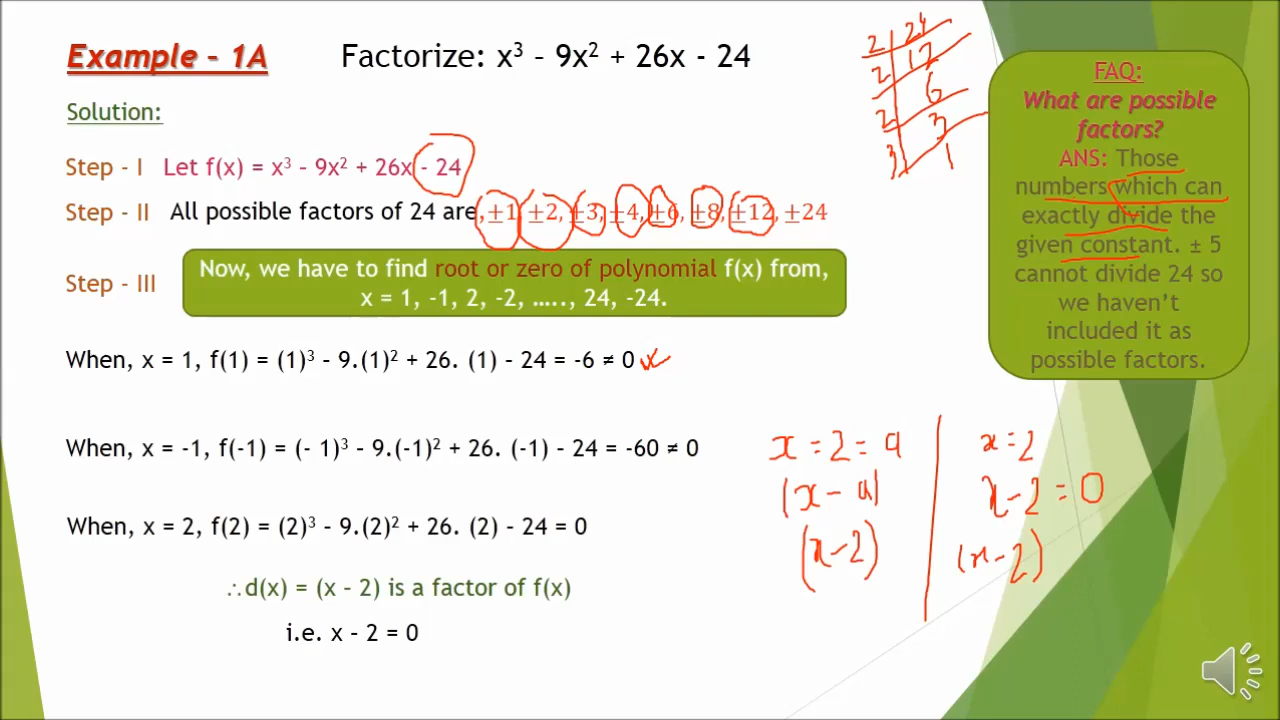 Example - 1A Factorize: x³ – 9x² + 26x - 24
Solution:
Step - I Let f(x) = x³ – 9x² + 26x - 24
Step - II All possible factors of 24 are, ±1, ±2, ±3, ±4, ±6, ±8, ±12, ±24
Step - III
Now, we have to find root or zero of polynomial f(x) from,
x = 1, -1, 2, -2, ....., 24, -24.
When, x = 1, f(1) = (1)³ – 9.(1)² + 26. (1) – 24 = -6 ≠ 0
When, x = -1, f(-1) = (- 1)³ – 9.(-1)² + 26. (-1) – 24 = -60 ≠ 0
When, x = 2, f(2) = (2)³ – 9.(2)² + 26. (2) – 24 = 0
∴d(x) = (x – 2) is a factor of f(x)
i.e. x – 2 = 0
2 | 24
2 | 12
2 | 6
3 | 3
1
FAQ:
What are possible
factors?
ANS: Those
numbers which can
exactly divide the
given constant. ± 5
cannot divide 24 so
we haven't
included it as
possible factors.
x = 2 = a
(x – a)
(x – 2)
x = 2
x – 2 = 0
(x – 2)